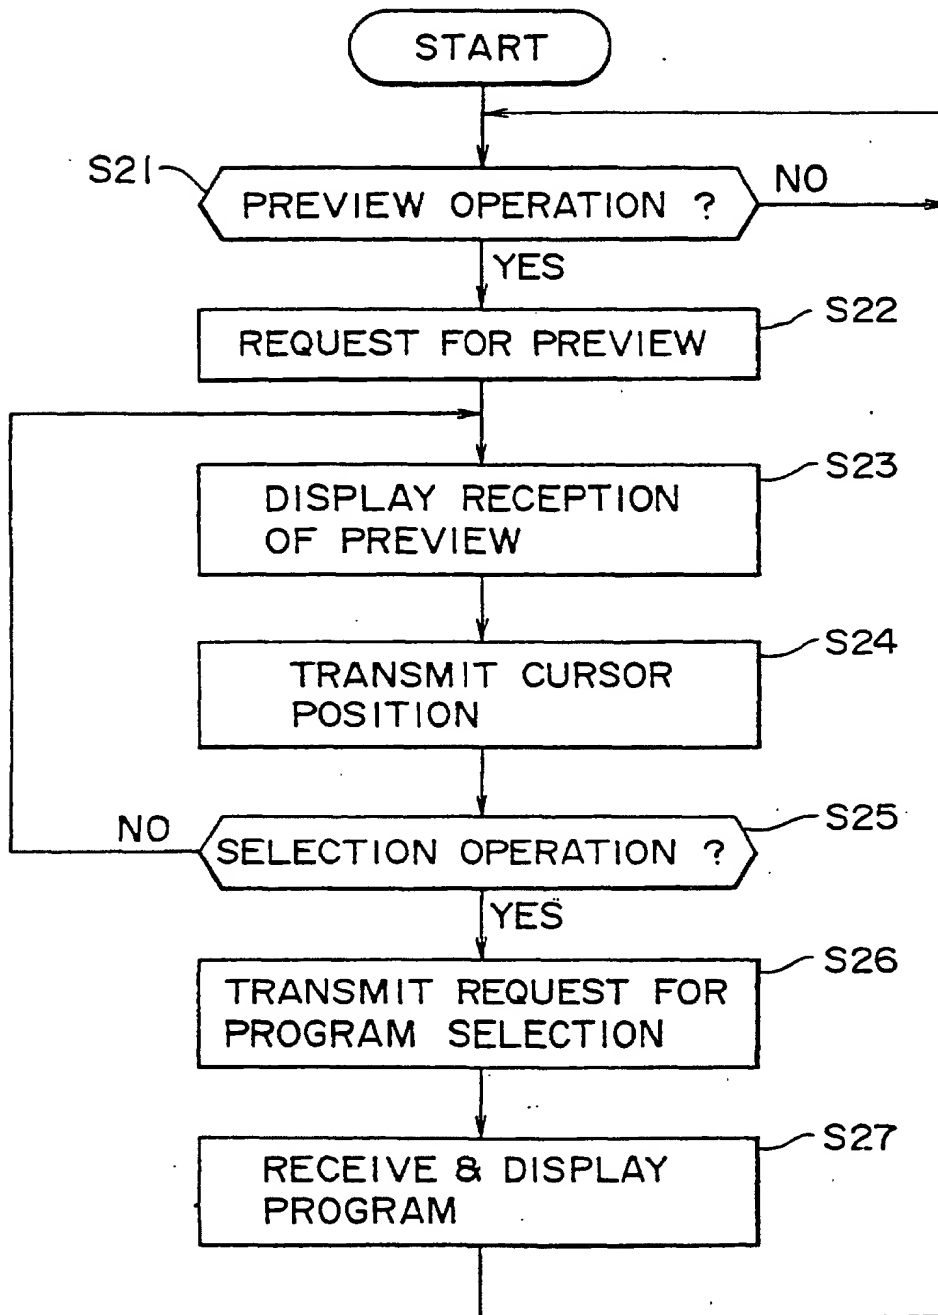 START
S21
PREVIEW OPERATION ?
NO
YES
S22
REQUEST FOR PREVIEW
S23
DISPLAY RECEPTION
OF PREVIEW
S24
TRANSMIT CURSOR
POSITION
S25
NO
SELECTION OPERATION ?
YES
S26
TRANSMIT REQUEST FOR
PROGRAM SELECTION
S27
RECEIVE & DISPLAY
PROGRAM